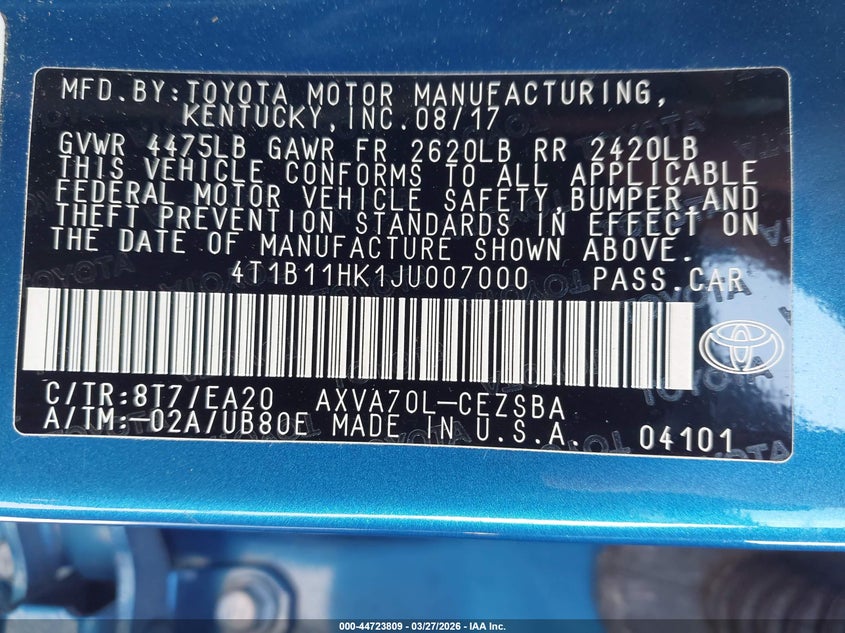 MFD.BY:TOYOTA MOTOR MANUFACTURING,
KENTUCKY,INC.08/17
GVWR 4475LB GAWR FR 2620LB RR 2420LB
THIS VEHICLE CONFORMS TO ALL APPLICABLE
FEDERAL MOTOR VEHICLE SAFETY,BUMPER AND
THEFT PREVENTION STANDARDS IN EFFECT ON
THE DATE OF MANUFACTURE SHOWN ABOVE.
4T1B11HK1JU007000 PASS.CAR
C/TR:8T7/EA20 AXVA70L-CEZSBA
A/TM:-02A/UB80E MADE IN U.S.A. 04101
000-44723809 | 03/27/2026 | IAA Inc.